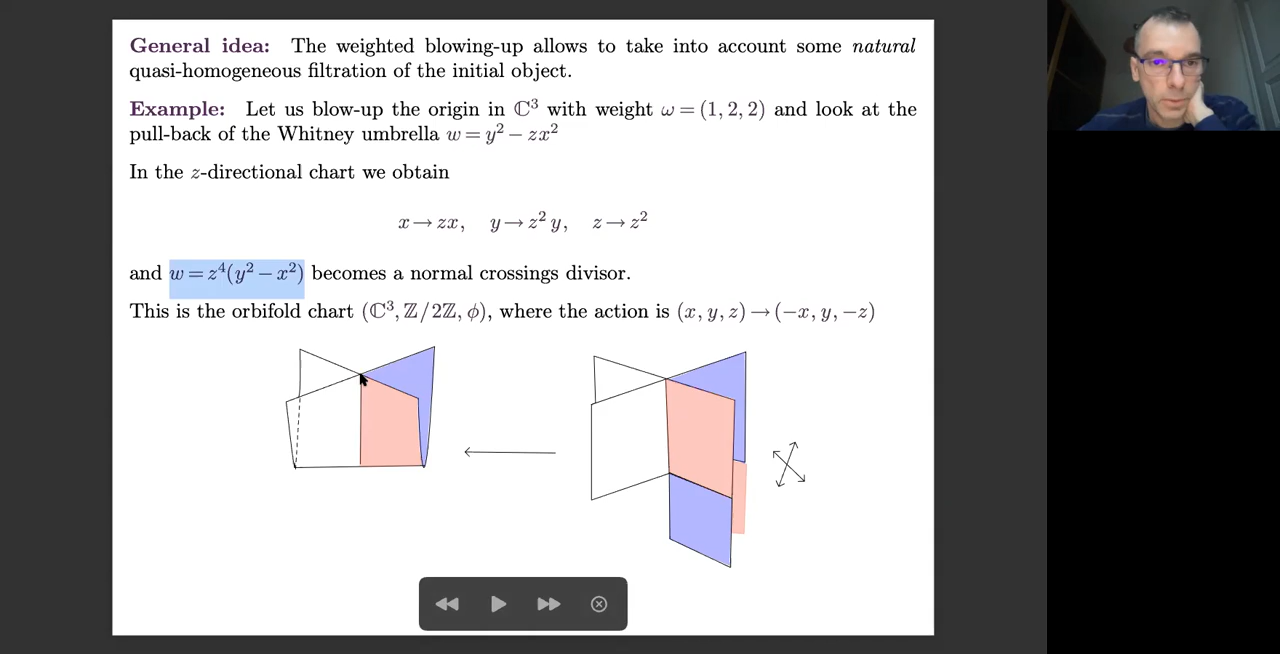 General idea: The weighted blowing-up allows to take into account some natural
quasi-homogeneous filtration of the initial object.
Example: Let us blow-up the origin in ℂ³ with weight ω = (1, 2, 2) and look at the
pull-back of the Whitney umbrella w = y² − zx²
In the z-directional chart we obtain
x → zx, y → z² y, z → z²
and w = z⁴(y² − x²) becomes a normal crossings divisor.
This is the orbifold chart (ℂ³, ℤ/2ℤ, ϕ), where the action is (x, y, z) → (−x, y, −z)